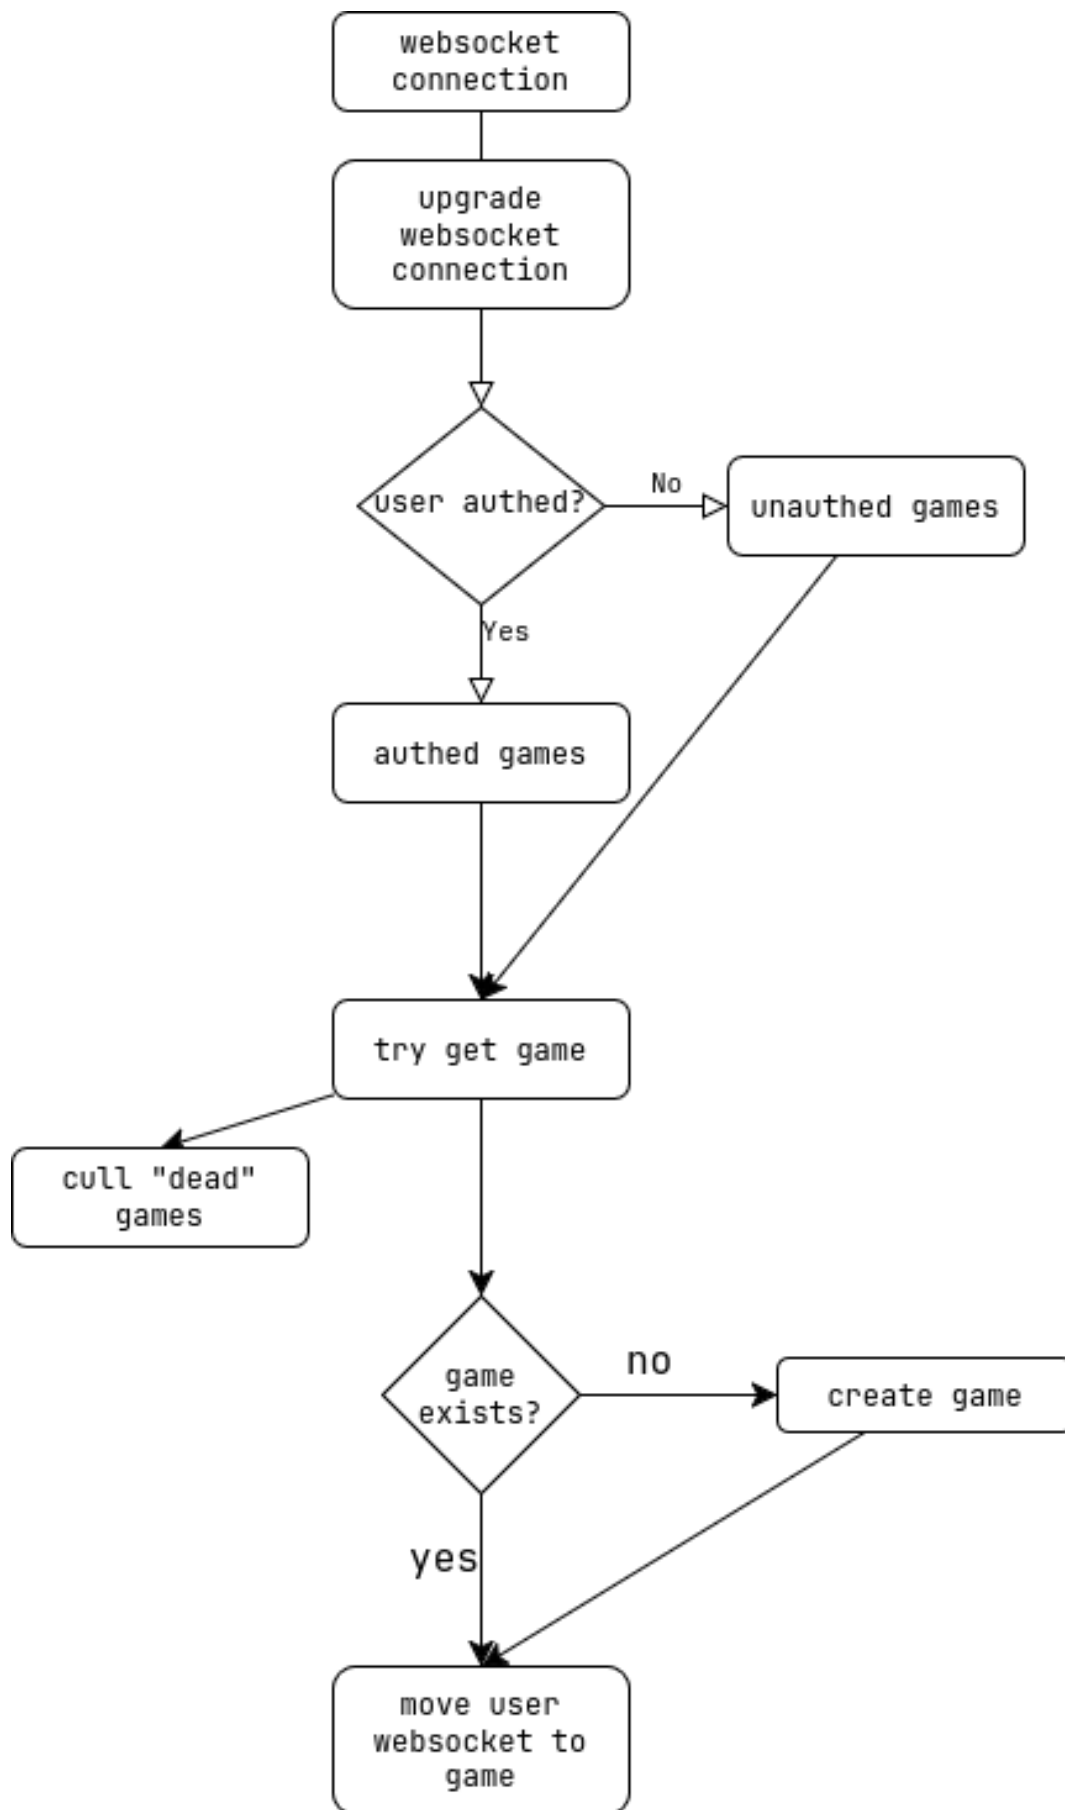 websocket
connection
upgrade
websocket
connection
user authed?
No
unauthed games
Yes
authed games
try get game
cull "dead"
games
game
exists?
no
create game
yes
move user
websocket to
game